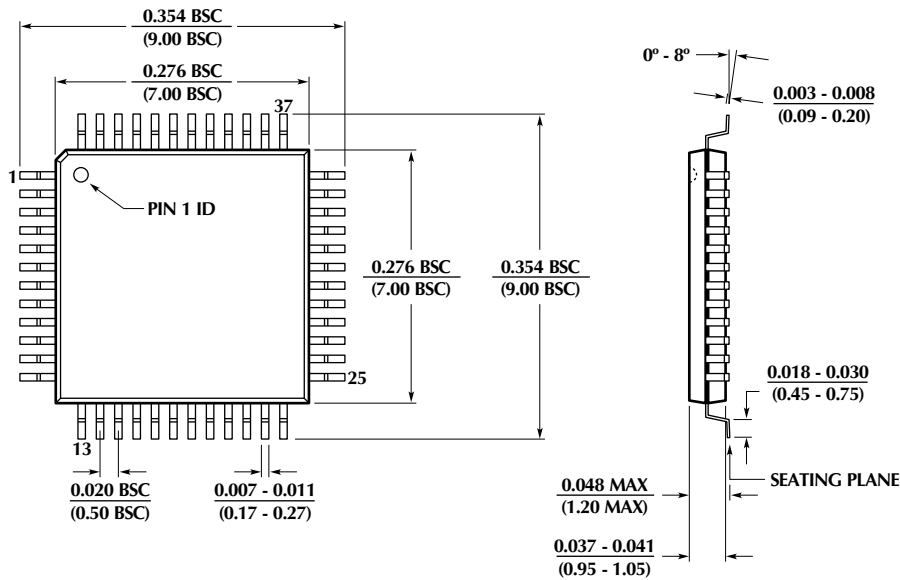 0.354 BSC
(9.00 BSC)
0.276 BSC
(7.00 BSC)
37
1
PIN 1 ID
0.276 BSC
(7.00 BSC)
0.354 BSC
(9.00 BSC)
25
13
0.020 BSC
(0.50 BSC)
0.007 - 0.011
(0.17 - 0.27)
0º - 8º
0.003 - 0.008
(0.09 - 0.20)
0.018 - 0.030
(0.45 - 0.75)
SEATING PLANE
0.048 MAX
(1.20 MAX)
0.037 - 0.041
(0.95 - 1.05)